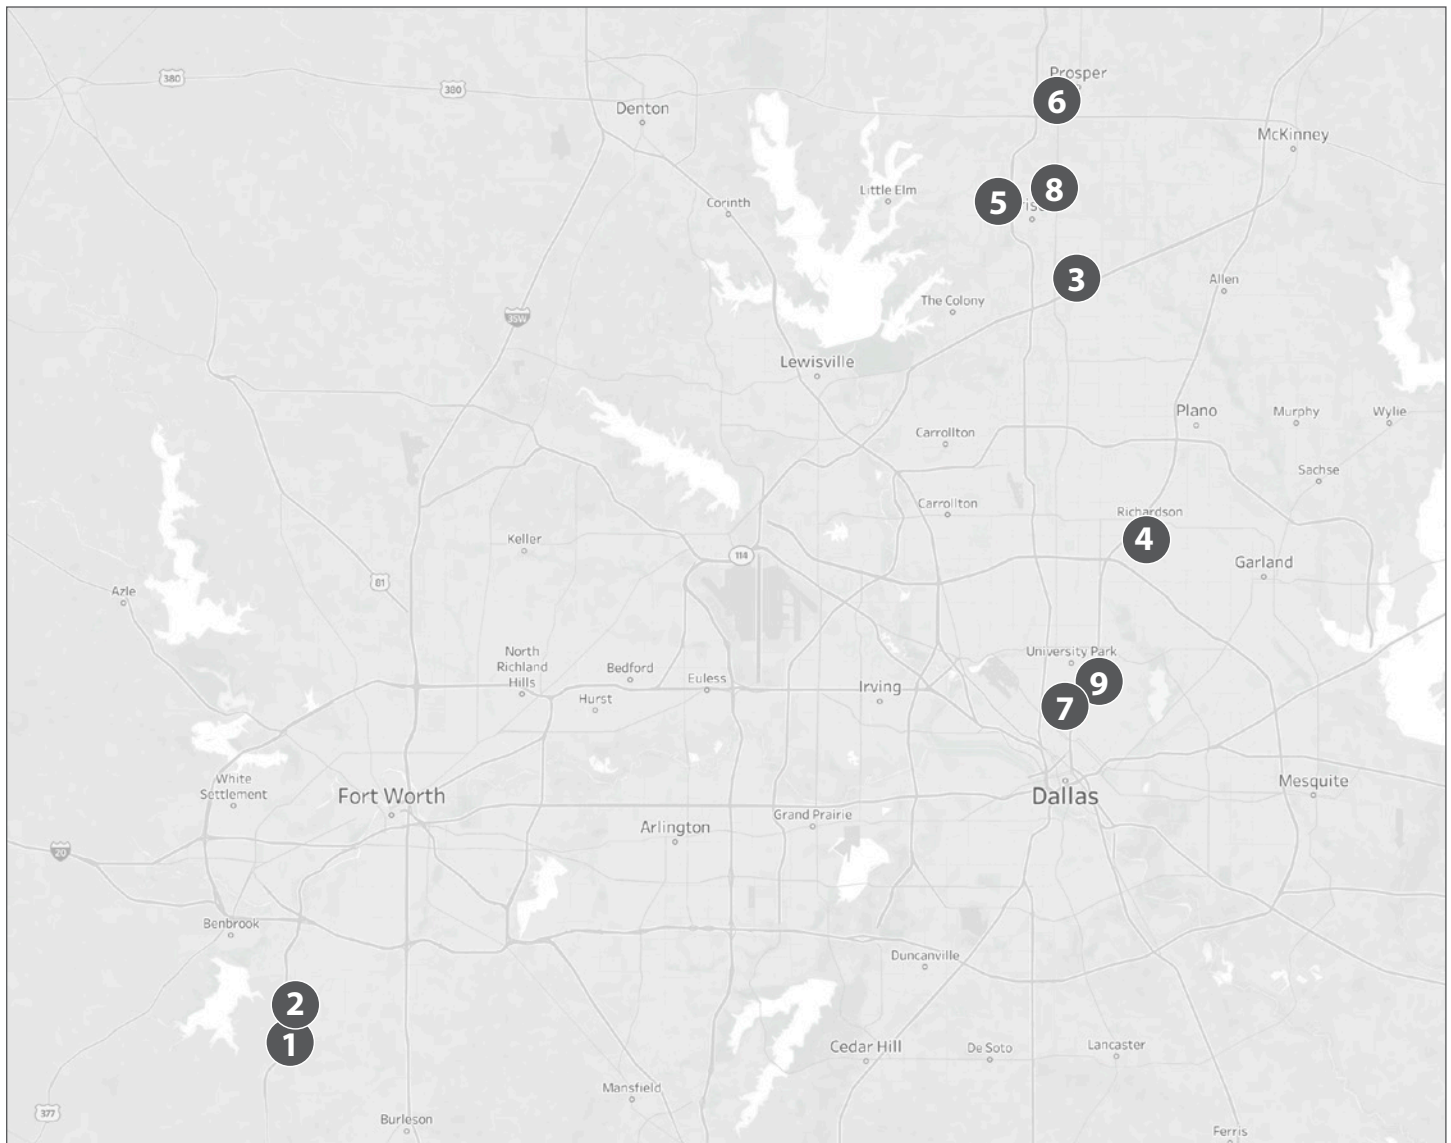 Prosper
6
380
380
Denton
McKinney
Little Elm
8
5
Corinth
3
Allen
The Colony
35W
Lewisville
Plano
Murphy
Wylie
Carrollton
Sachse
Carrollton
Richardson
4
Keller
114
Garland
81
Azle
North
Richland
Hills
University Park
Bedford
Euless
Irving
9
Hurst
7
White
Settlement
Fort Worth
Dallas
Mesquite
Grand Prairie
Arlington
20
Benbrook
Duncanville
2
1
Cedar Hill
De Soto
Lancaster
Mansfield
377
Burleson
Ferris